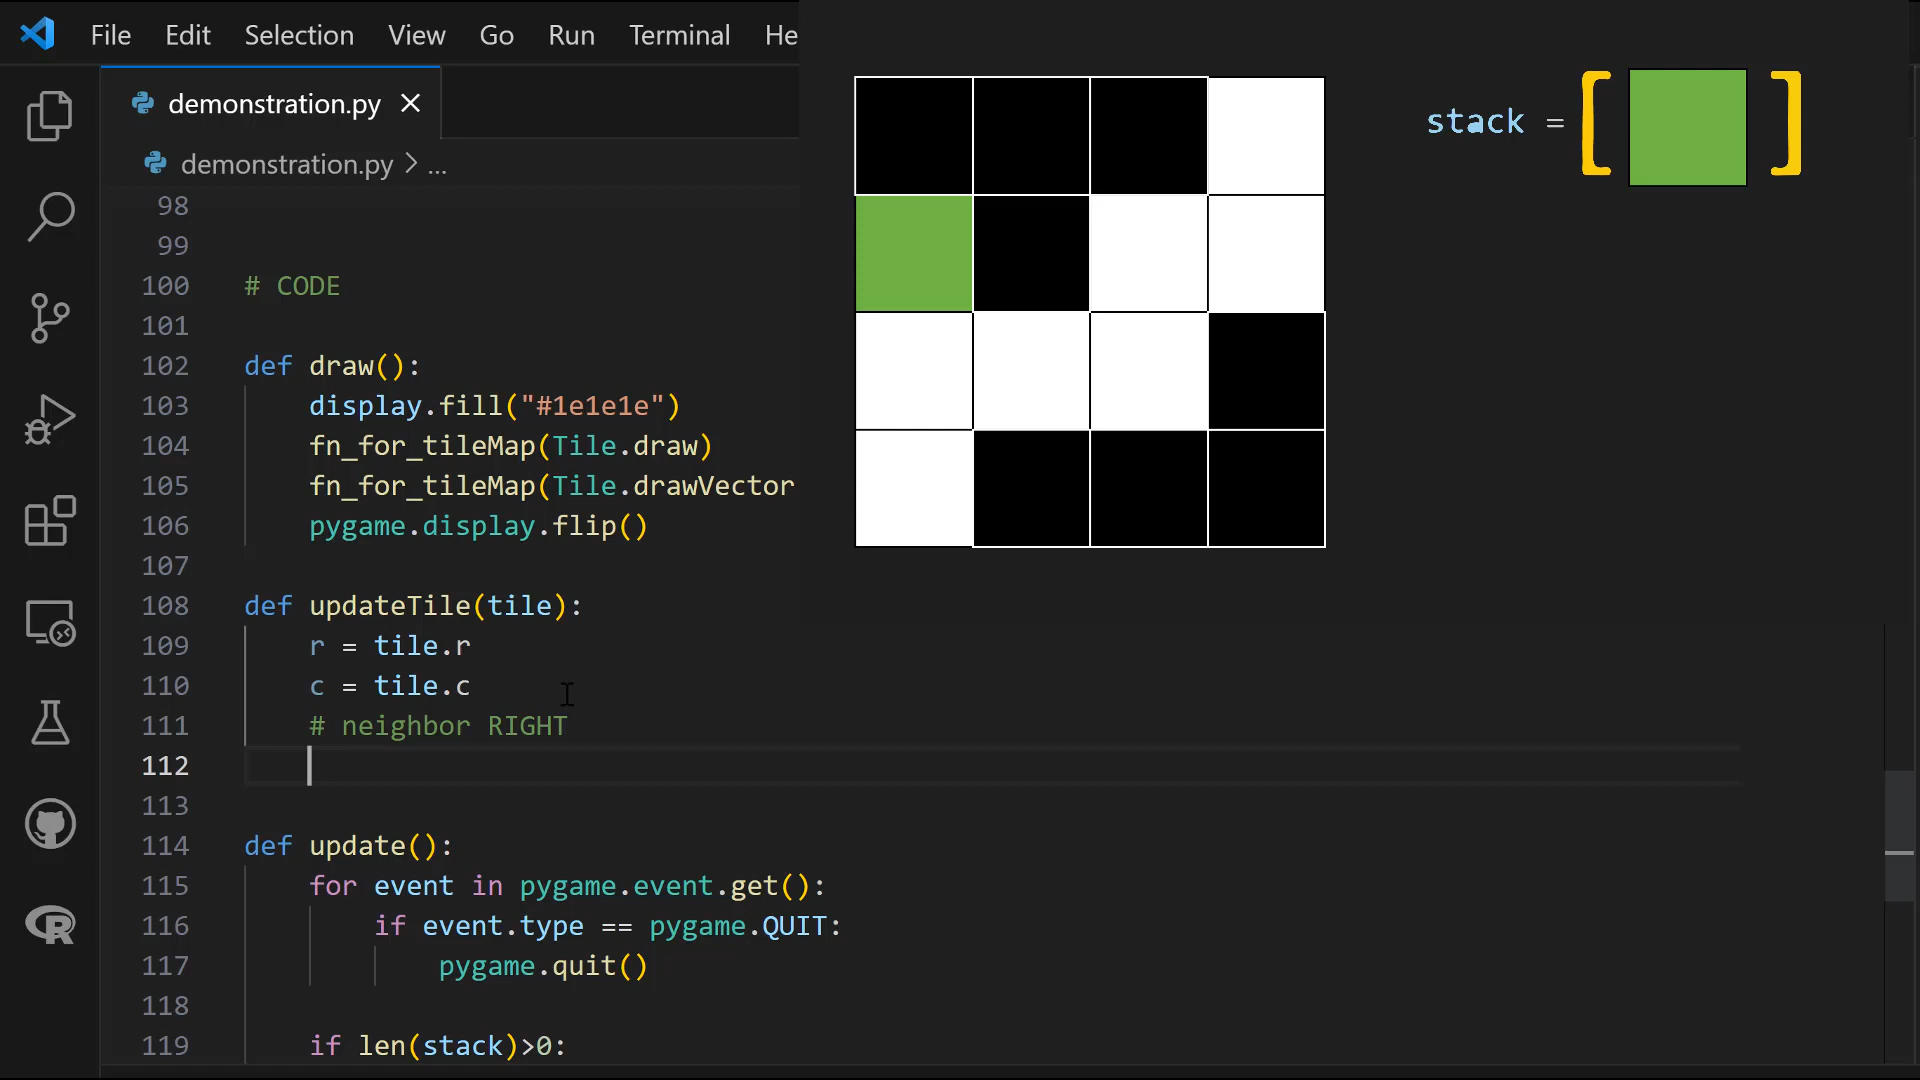 File Edit Selection View Go Run Terminal He
demonstration.py
demonstration.py > ...
stack = [ ]
98
99
100 # CODE
101
102 def draw():
103 display.fill("#1e1e1e")
104 fn_for_tileMap(Tile.draw)
105 fn_for_tileMap(Tile.drawVector
106 pygame.display.flip()
107
108 def updateTile(tile):
109 r = tile.r
110 c = tile.c
111 # neighbor RIGHT
112
113
114 def update():
115 for event in pygame.event.get():
116 if event.type == pygame.QUIT:
117 pygame.quit()
118
119 if len(stack)>0: